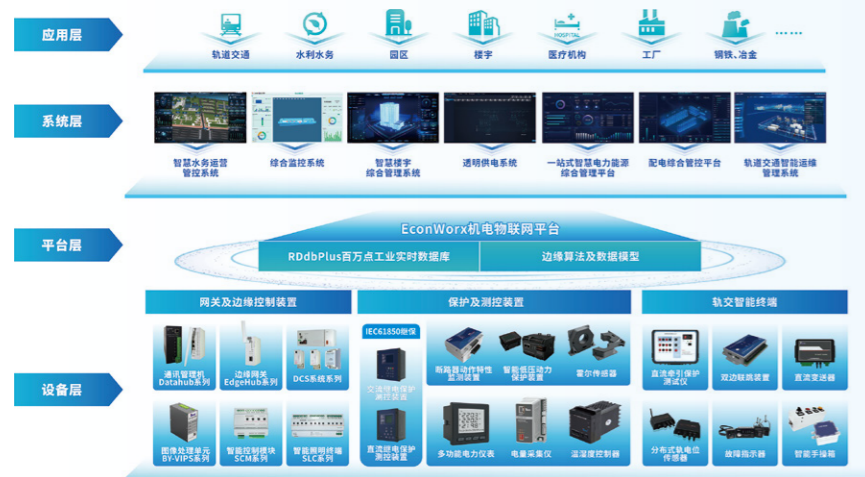 应用层
轨道交通
水利水务
园区
楼宇
HOSPITAL
医疗机构
工厂
钢铁、冶金
……
系统层
智慧水务运营
管控系统
综合监控系统
智慧楼宇
综合管理系统
透明供电系统
一站式智慧电力能源
综合管理平台
配电综合管控平台
轨道交通智能运维
管理系统
平台层
EconWorx机电物联网平台
RDdbPlus百万点工业实时数据库
边缘算法及数据模型
设备层
网关及边缘控制装置
通讯管理机
Datahub系列
边缘网关
EdgeHub系列
DCS系统系列
图像处理单元
BY-VIPS系列
智能控制模块
SCM系列
智能照明终端
SLC系列
保护及测控装置
IEC61850继保
交流继电保护
测控装置
直流继电保护
测控装置
断路器动作特性
监测装置
智能低压动力
保护装置
霍尔传感器
多功能电力仪表
电量采集仪
温湿度控制器
轨交智能终端
直流牵引保护
测试仪
双边联跳装置
直流变送器
分布式轨电位
传感器
故障指示器
智能手操箱